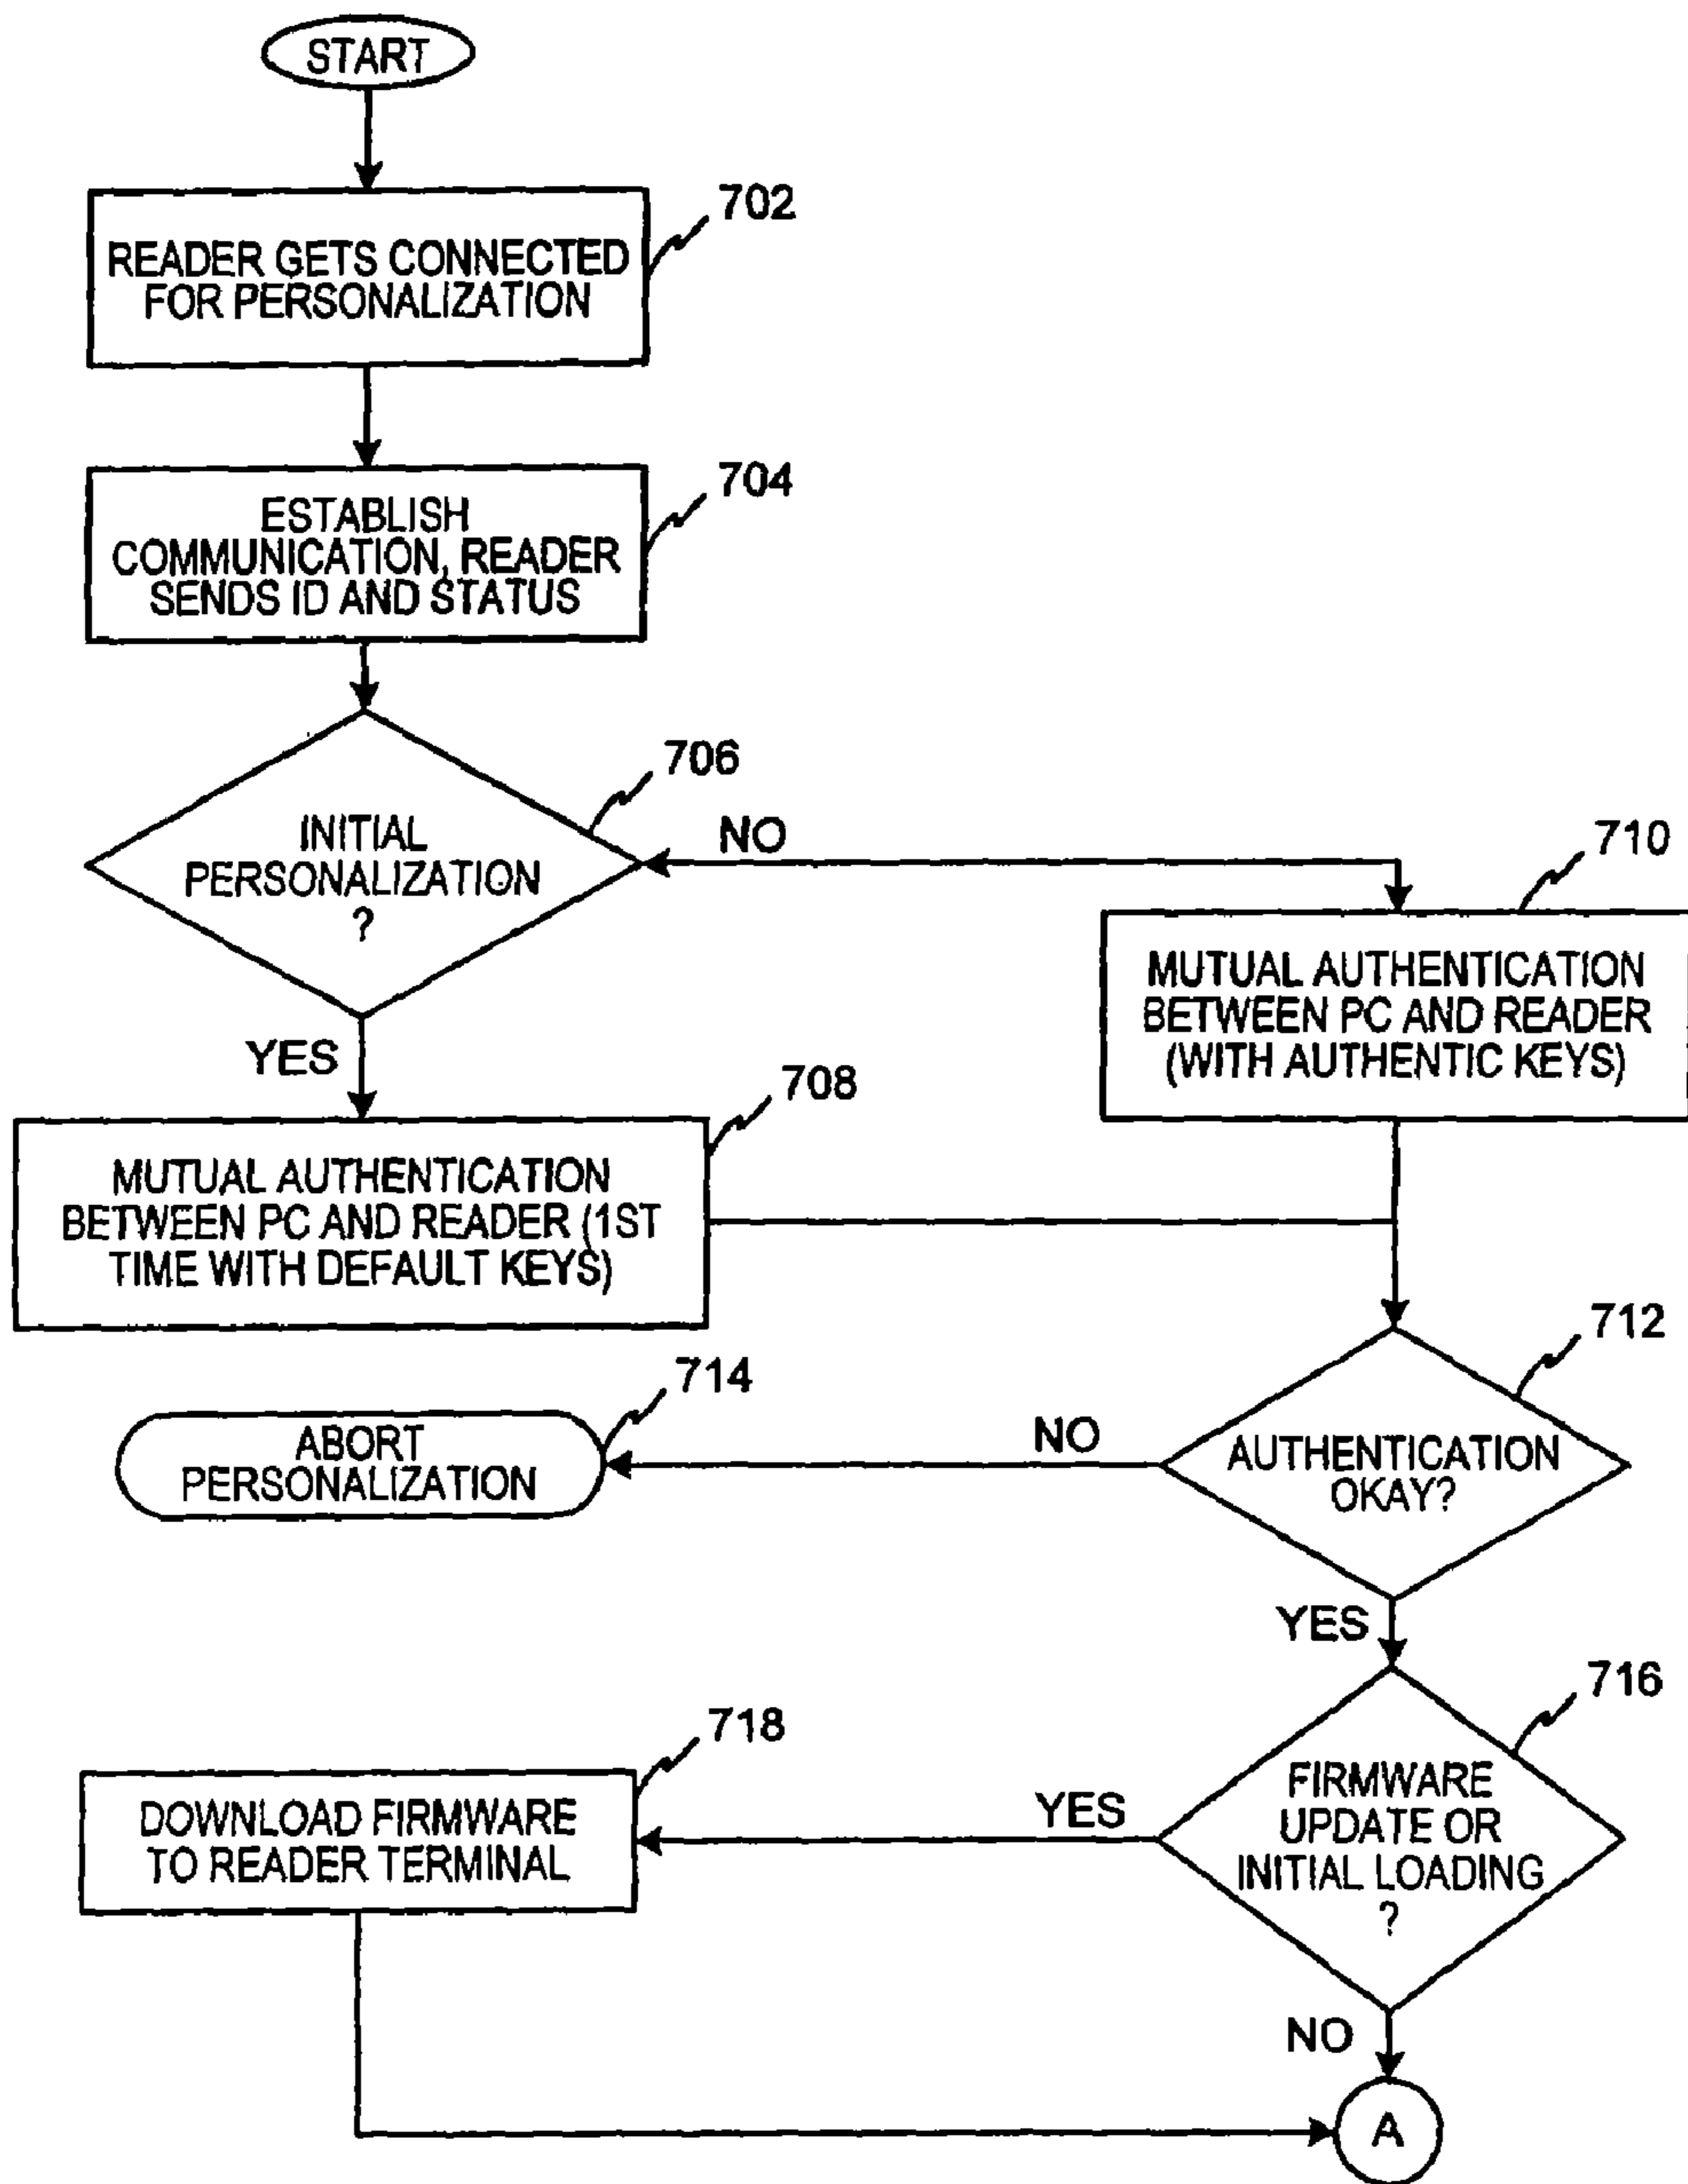 START
702
READER GETS CONNECTED
FOR PERSONALIZATION
704
ESTABLISH
COMMUNICATION, READER
SENDS ID AND STATUS
706
INITIAL
PERSONALIZATION
?
NO
710
MUTUAL AUTHENTICATION
BETWEEN PC AND READER
(WITH AUTHENTIC KEYS)
YES
708
MUTUAL AUTHENTICATION
BETWEEN PC AND READER (1ST
TIME WITH DEFAULT KEYS)
712
AUTHENTICATION
OKAY?
NO
714
ABORT
PERSONALIZATION
YES
716
FIRMWARE
UPDATE OR
INITIAL LOADING
?
YES
718
DOWNLOAD FIRMWARE
TO READER TERMINAL
NO
A